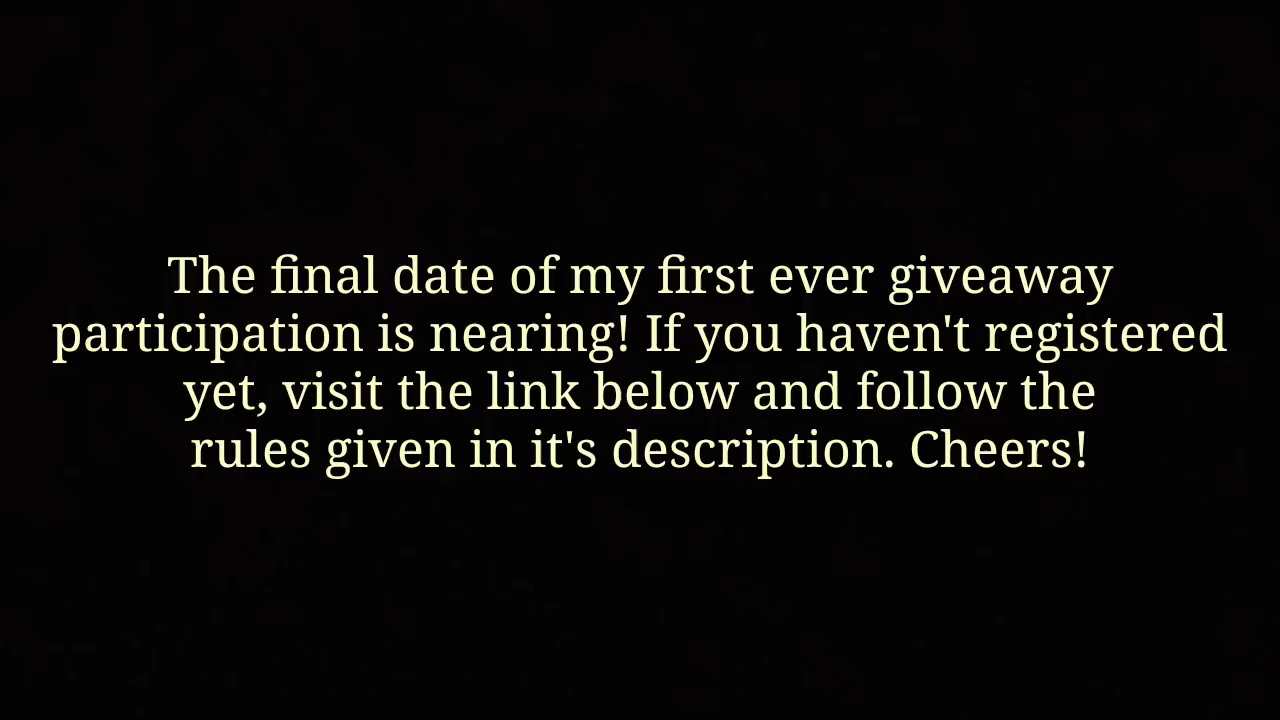 The final date of my first ever giveaway
participation is nearing! If you haven't registered
yet, visit the link below and follow the
rules given in it's description. Cheers!